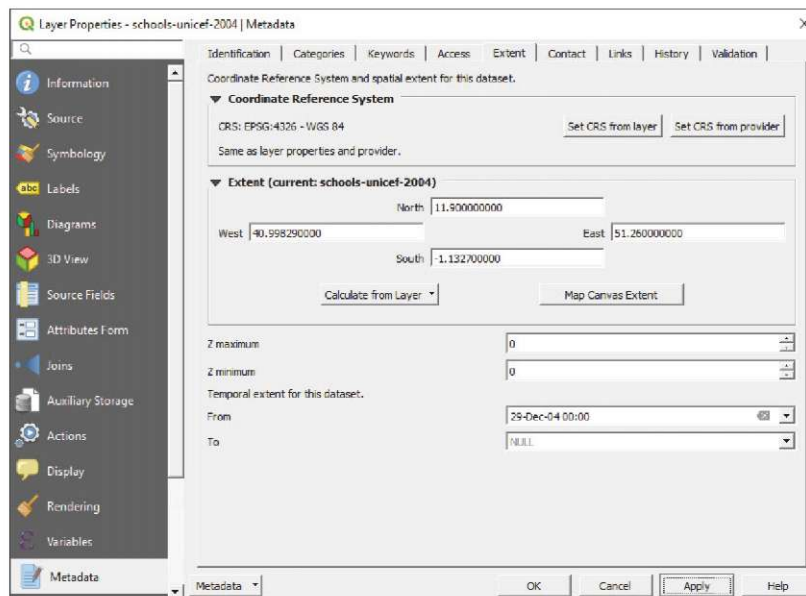 Layer Properties - schools-unicef-2004 | Metadata
Information
Source
Symbology
abc Labels
Diagrams
3D View
Source Fields
Attributes Form
Joins
Auxiliary Storage
Actions
Display
Rendering
Variables
Metadata
Identification Categories Keywords Access Extent Contact Links History Validation
Coordinate Reference System and spatial extent for this dataset.
Coordinate Reference System
CRS: EPSG:4326 - WGS 84 Set CRS from layer Set CRS from provider
Same as layer properties and provider.
Extent (current: schools-unicef-2004)
North 11.900000000
West 40.998290000 East 51.260000000
South -1.132700000
Calculate from Layer Map Canvas Extent
Z maximum 0
Z minimum 0
Temporal extent for this dataset.
From 29-Dec-04 00:00
To NULL
Metadata OK Cancel Apply Help